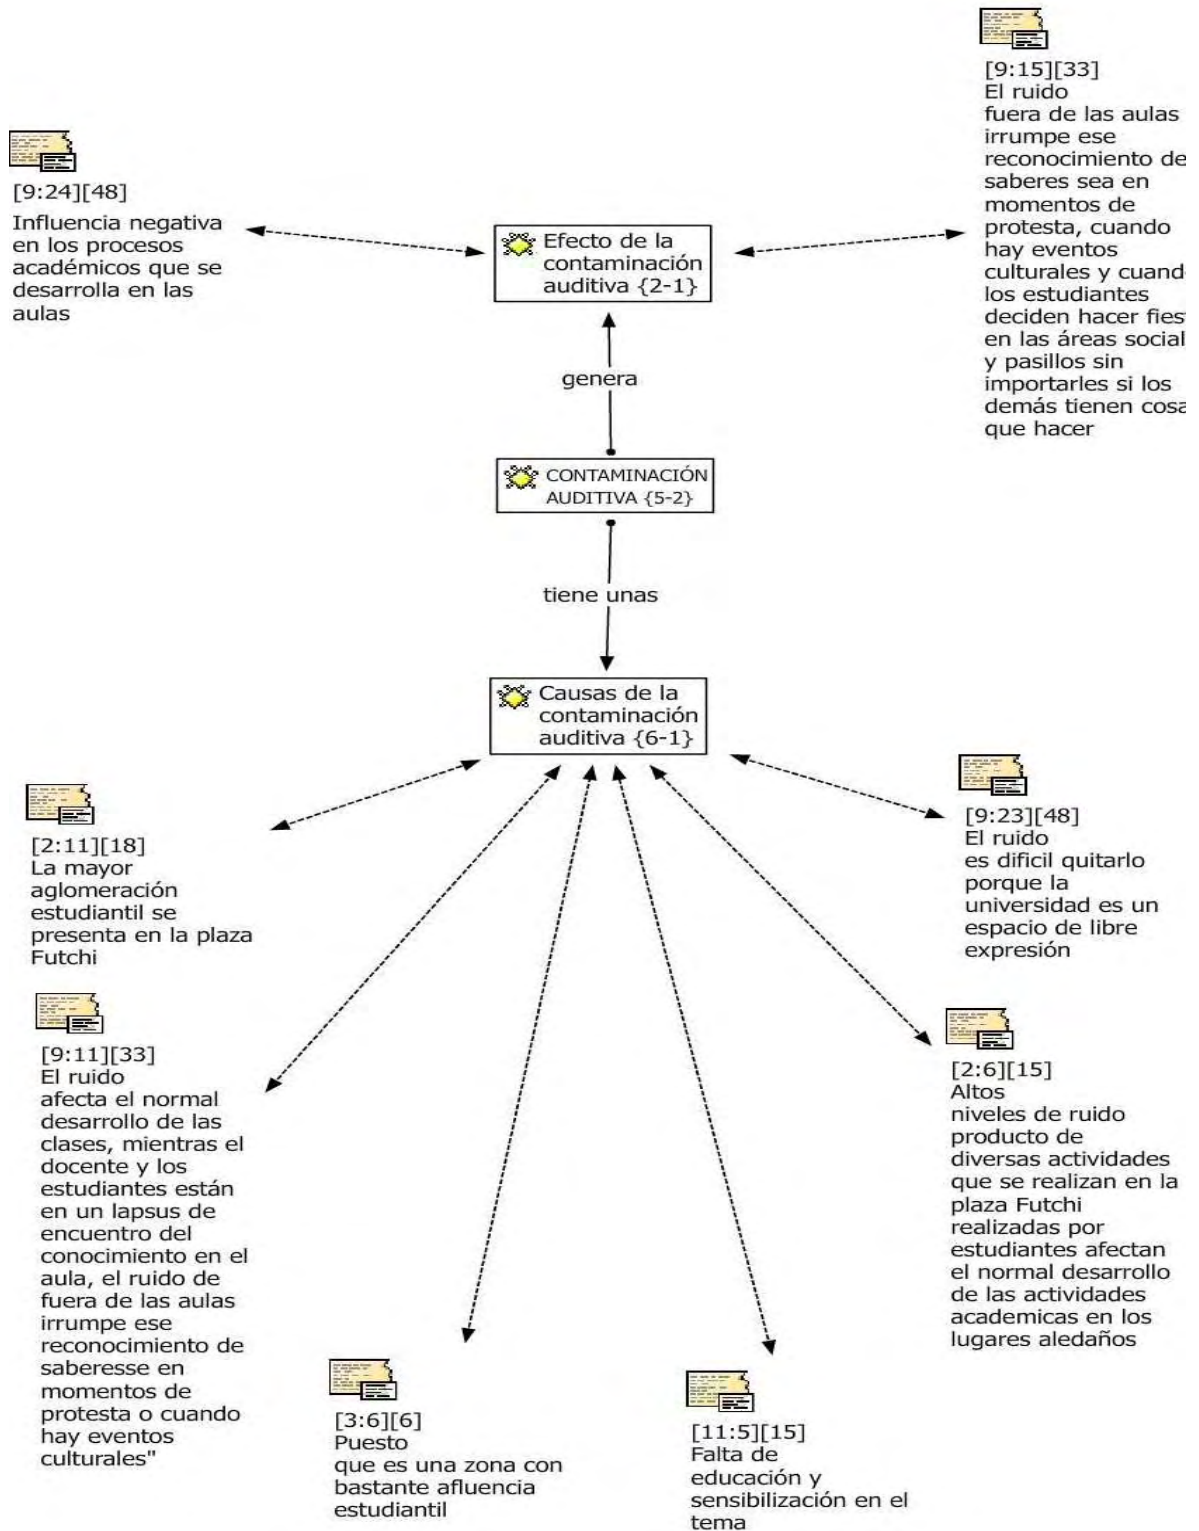 [9:15][33]
El ruido
fuera de las aulas
irrumpe ese
reconocimiento de
saberes sea en
momentos de
protesta, cuando
hay eventos
culturales y cuand
los estudiantes
deciden hacer fies
en las áreas social
y pasillos sin
importarles si los
demás tienen cosa
que hacer
[9:24][48]
Influencia negativa
en los procesos
académicos que se
desarrolla en las
aulas
Efecto de la
contaminación
auditiva {2-1}
genera
CONTAMINACIÓN
AUDITIVA {5-2}
tiene unas
Causas de la
contaminación
auditiva {6-1}
[2:11][18]
La mayor
aglomeración
estudiantil se
presenta en la plaza
Futchi
[9:23][48]
El ruido
es dificil quitarlo
porque la
universidad es un
espacio de libre
expresión
[9:11][33]
El ruido
afecta el normal
desarrollo de las
clases, mientras el
docente y los
estudiantes están
en un lapsus de
encuentro del
conocimiento en el
aula, el ruido de
fuera de las aulas
irrumpe ese
reconocimiento de
saberesse en
momentos de
protesta o cuando
hay eventos
culturales"
[2:6][15]
Altos
niveles de ruido
producto de
diversas actividades
que se realizan en la
plaza Futchi
realizadas por
estudiantes afectan
el normal desarrollo
de las actividades
academicas en los
lugares aledaños
[3:6][6]
Puesto
que es una zona con
bastante afluencia
estudiantil
[11:5][15]
Falta de
educación y
sensibilización en el
tema